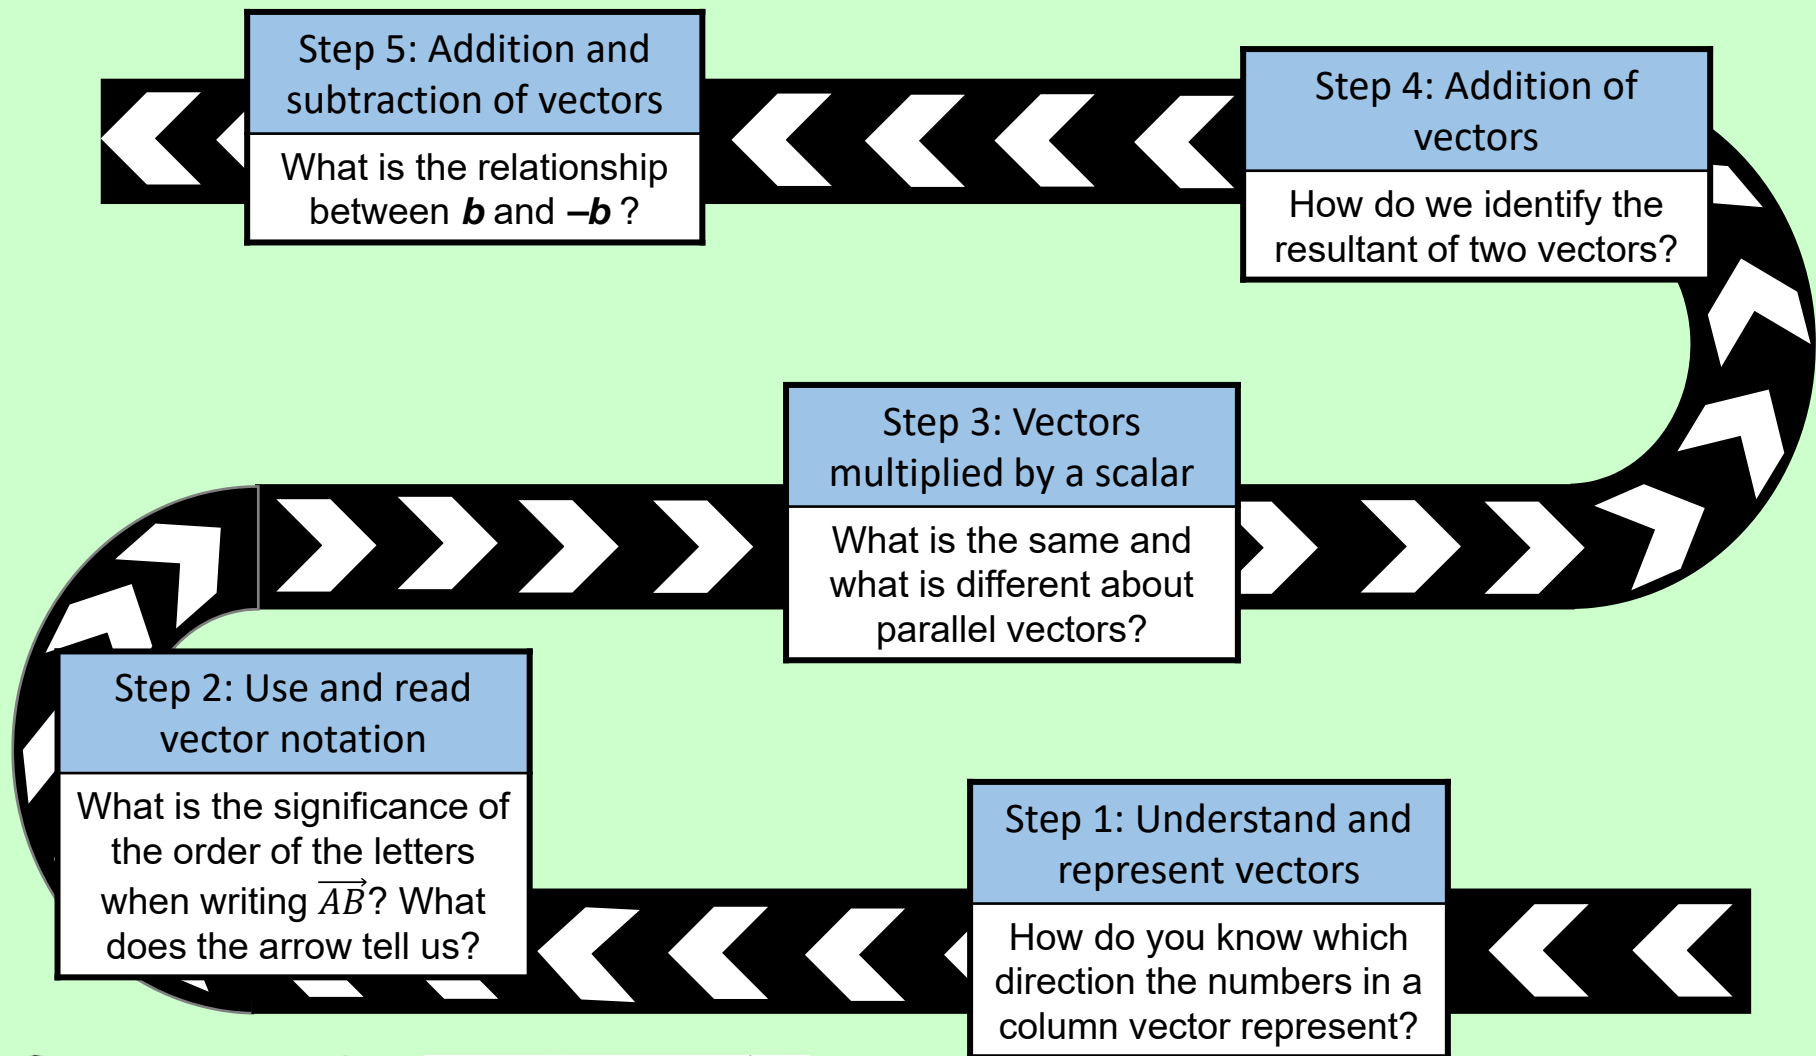 Step 5: Addition and
subtraction of vectors
What is the relationship
between b and –b ?
Step 4: Addition of
vectors
How do we identify the
resultant of two vectors?
Step 3: Vectors
multiplied by a scalar
What is the same and
what is different about
parallel vectors?
Step 2: Use and read
vector notation
What is the significance of
the order of the letters
when writing \overrightarrow{AB}? What
does the arrow tell us?
Step 1: Understand and
represent vectors
How do you know which
direction the numbers in a
column vector represent?